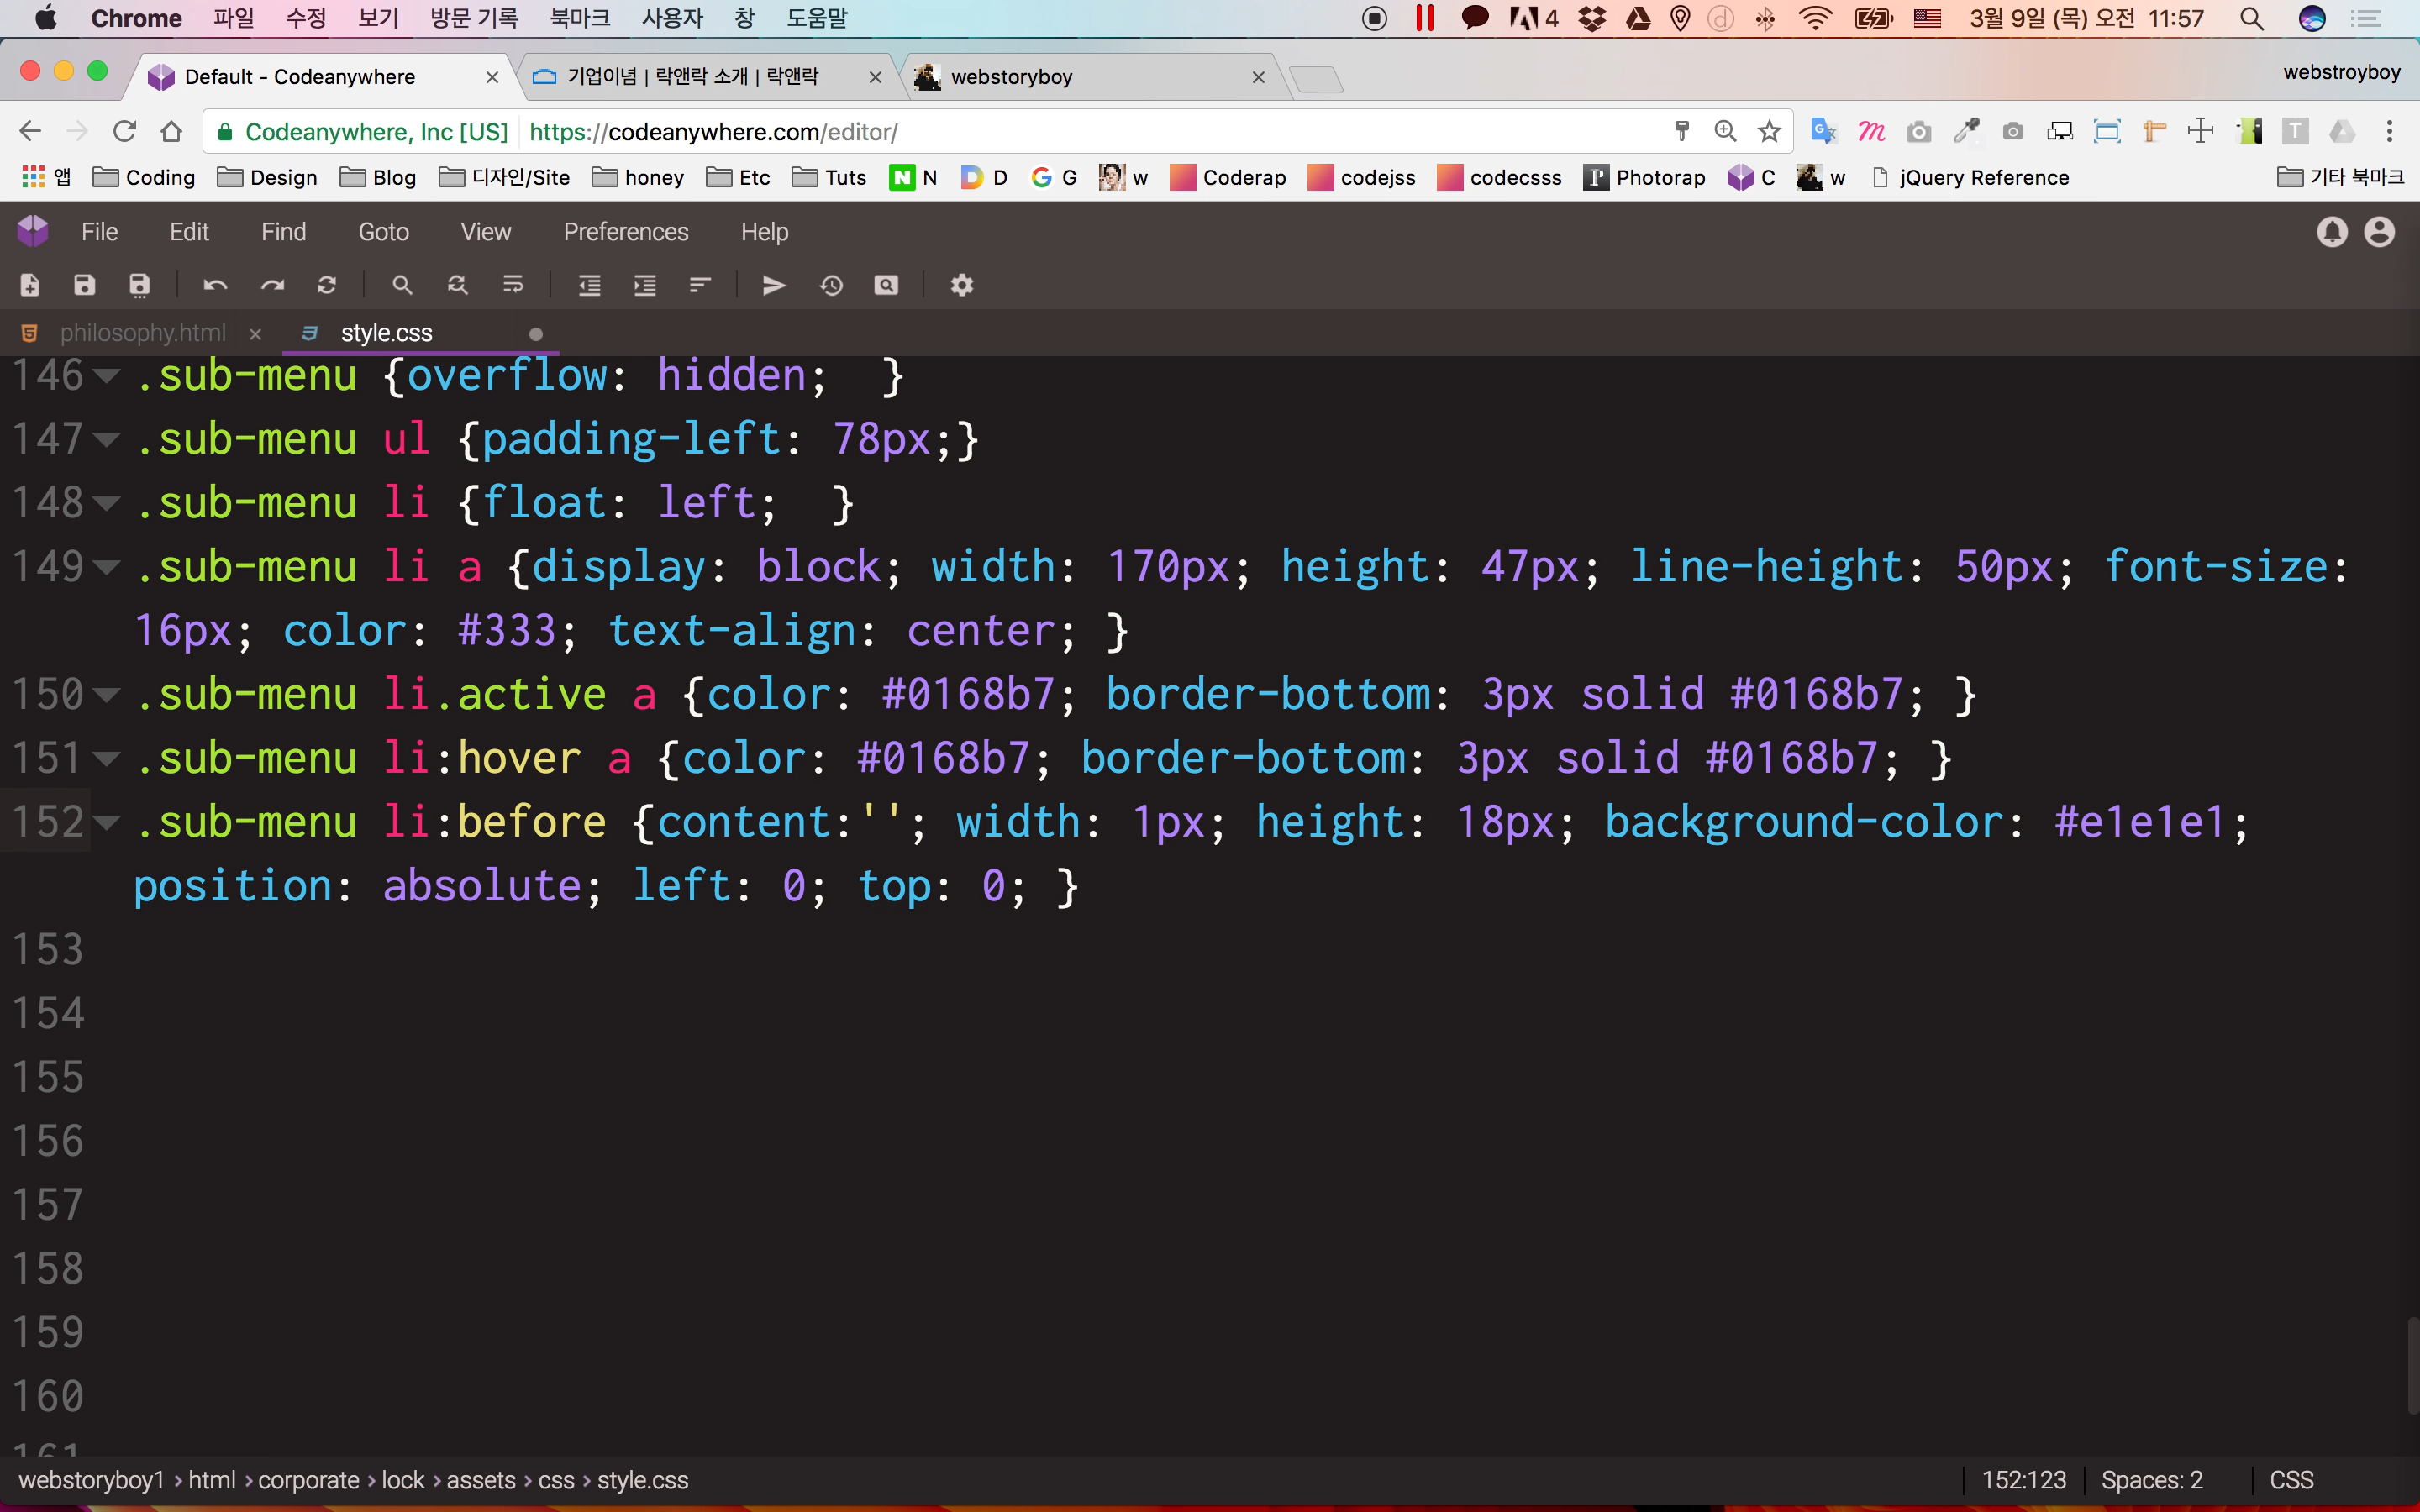 Chrome 파일 수정 보기 방문 기록 북마크 사용자 창 도움말 4 3월 9일 (목) 오전 11:57
Default - Codeanywhere 기업이념 | 락앤락 소개 | 락앤락 webstoryboy webstroyboy
Codeanywhere, Inc [US] https://codeanywhere.com/editor/
앱 Coding Design Blog 디자인/Site honey Etc Tuts N N D G w Coderap codejss codecsss P Photorap C w jQuery Reference 기타 북마크
File Edit Find Goto View Preferences Help
philosophy.html style.css
146 .sub-menu {overflow: hidden;  }
147 .sub-menu ul {padding-left: 78px;}
148 .sub-menu li {float: left;  }
149 .sub-menu li a {display: block; width: 170px; height: 47px; line-height: 50px; font-size:
16px; color: #333; text-align: center; }
150 .sub-menu li.active a {color: #0168b7; border-bottom: 3px solid #0168b7; }
151 .sub-menu li:hover a {color: #0168b7; border-bottom: 3px solid #0168b7; }
152 .sub-menu li:before {content:''; width: 1px; height: 18px; background-color: #e1e1e1;
position: absolute; left: 0; top: 0; }
153
154
155
156
157
158
159
160
161
webstoryboy1 > html > corporate > lock > assets > css > style.css 152:123 Spaces: 2 CSS